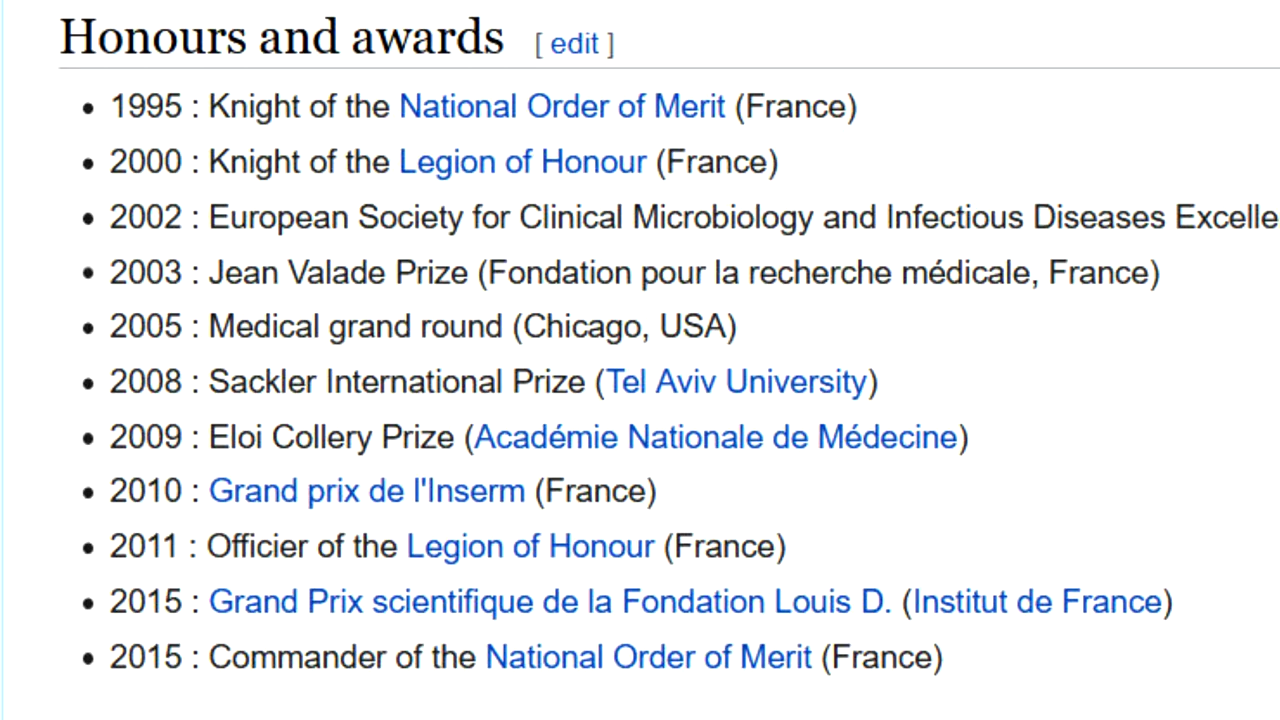 Honours and awards [ edit ]
• 1995 : Knight of the National Order of Merit (France)
• 2000 : Knight of the Legion of Honour (France)
• 2002 : European Society for Clinical Microbiology and Infectious Diseases Excelle
• 2003 : Jean Valade Prize (Fondation pour la recherche médicale, France)
• 2005 : Medical grand round (Chicago, USA)
• 2008 : Sackler International Prize (Tel Aviv University)
• 2009 : Eloi Collery Prize (Académie Nationale de Médecine)
• 2010 : Grand prix de l'Inserm (France)
• 2011 : Officier of the Legion of Honour (France)
• 2015 : Grand Prix scientifique de la Fondation Louis D. (Institut de France)
• 2015 : Commander of the National Order of Merit (France)